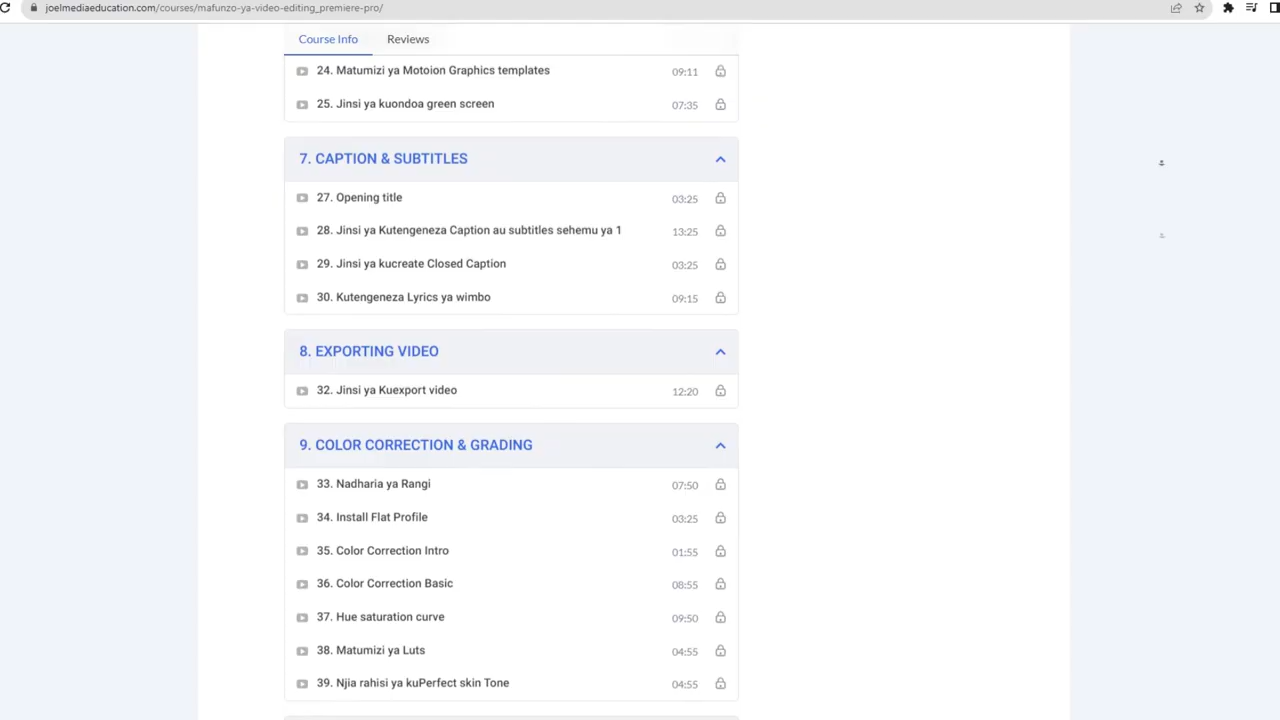 joelmediaeducation.com/courses/mafunzo-ya-video-editing_premiere-pro/
Course Info Reviews
24. Matumizi ya Motoion Graphics templates 09:11
25. Jinsi ya kuondoa green screen 07:35
7. CAPTION & SUBTITLES
27. Opening title 03:25
28. Jinsi ya Kutengeneza Caption au subtitles sehemu ya 1 13:25
29. Jinsi ya kucreate Closed Caption 03:25
30. Kutengeneza Lyrics ya wimbo 09:15
8. EXPORTING VIDEO
32. Jinsi ya Kuexport video 12:20
9. COLOR CORRECTION & GRADING
33. Nadharia ya Rangi 07:50
34. Install Flat Profile 03:25
35. Color Correction Intro 01:55
36. Color Correction Basic 08:55
37. Hue saturation curve 09:50
38. Matumizi ya Luts 04:55
39. Njia rahisi ya kuPerfect skin Tone 04:55